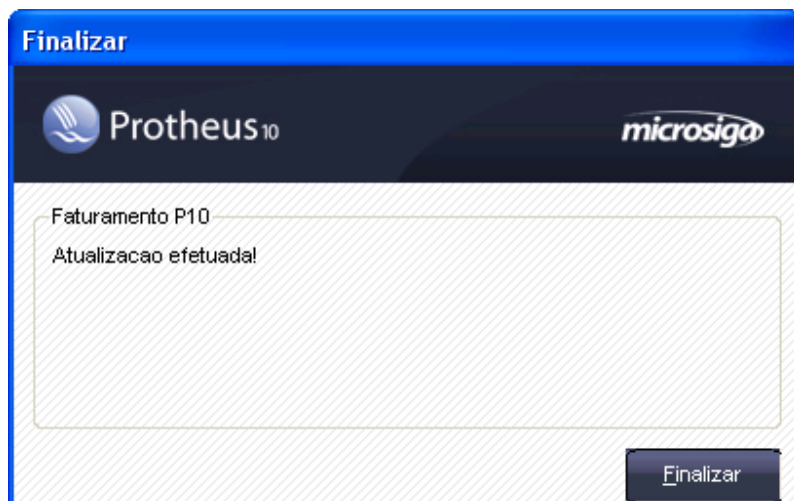 Finalizar
Protheus10
microsiga
Faturamento P10
Atualizacao efetuada!
Finalizar